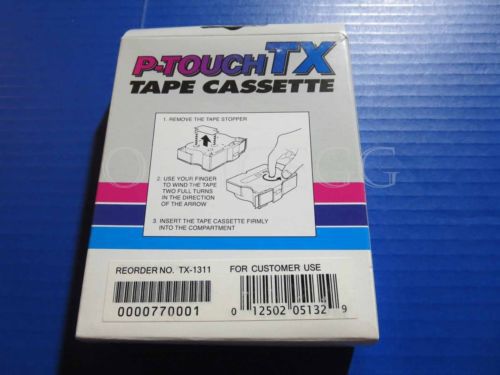 P-TOUCH TX
TAPE CASSETTE
1. REMOVE THE TAPE STOPPER
2. USE YOUR FINGER
TO WIND THE TAPE
TWO FULL TURNS
IN THE DIRECTION
OF THE ARROW
3. INSERT THE TAPE CASSETTE FIRMLY
INTO THE COMPARTMENT
REORDER NO. TX-1311 FOR CUSTOMER USE
0000770001
0 12502 05132 9